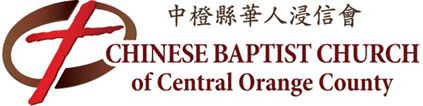 中橙縣華人浸信會
CHINESE BAPTIST CHURCH
of Central Orange County